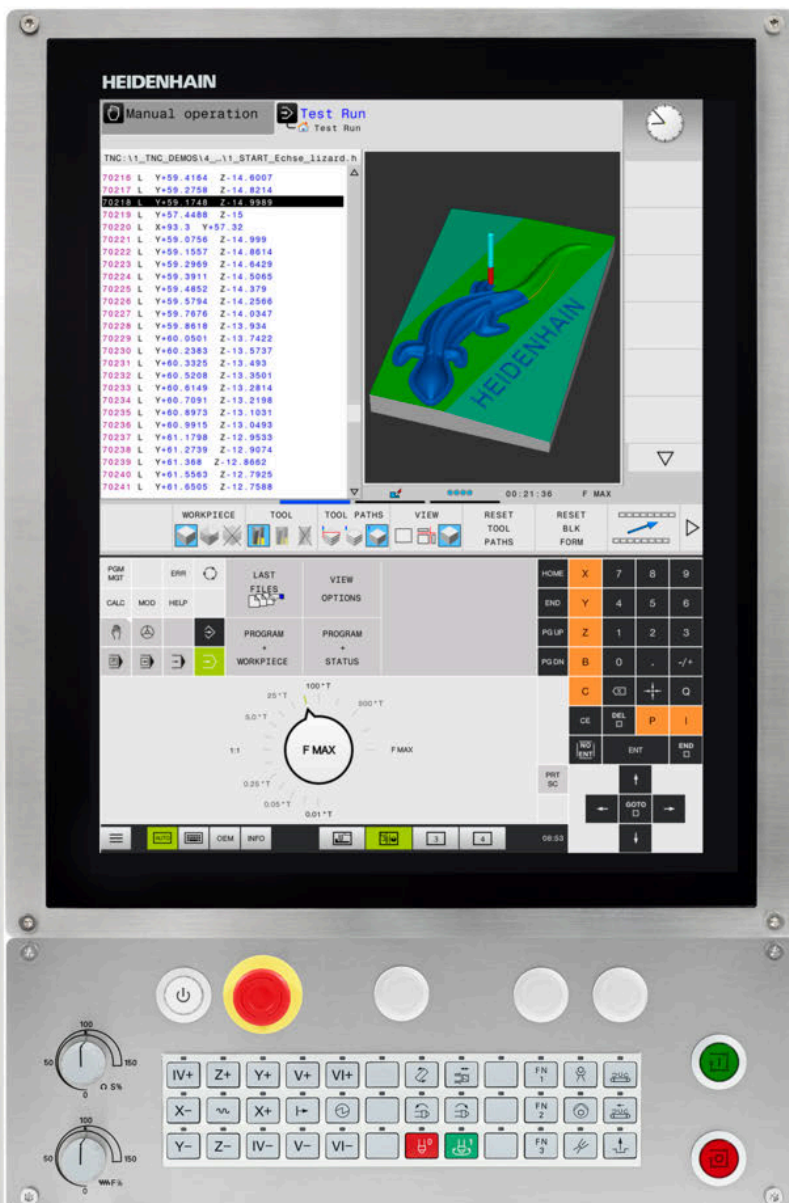 HEIDENHAIN
Manual operation
Test Run
Test Run
TNC:\1_TNC_DEMOS\4_…\1_START_Echse_lizard.h
70216 L Y+59.4164 Z-14.6007
70217 L Y+59.2758 Z-14.8214
70218 L Y+59.1748 Z-14.9989
70219 L Y+57.4488 Z-15
70220 L X+93.3 Y+57.32
70221 L Y+59.0756 Z-14.999
70222 L Y+59.1557 Z-14.8614
70223 L Y+59.2969 Z-14.6429
70224 L Y+59.3911 Z-14.5065
70225 L Y+59.4852 Z-14.379
70226 L Y+59.5794 Z-14.2566
70227 L Y+59.7676 Z-14.0347
70228 L Y+59.8618 Z-13.934
70229 L Y+60.0501 Z-13.7422
70230 L Y+60.2383 Z-13.5737
70231 L Y+60.3325 Z-13.493
70232 L Y+60.5208 Z-13.3501
70233 L Y+60.6149 Z-13.2814
70234 L Y+60.7091 Z-13.2198
70235 L Y+60.8973 Z-13.1031
70236 L Y+60.9915 Z-13.0493
70237 L Y+61.1798 Z-12.9533
70238 L Y+61.2739 Z-12.9074
70239 L Y+61.368 Z-12.8662
70240 L Y+61.5563 Z-12.7925
70241 L Y+61.6505 Z-12.7588
HEIDENHAIN
00:21:36 F MAX
WORKPIECE TOOL TOOL PATHS VIEW
RESET TOOL PATHS
RESET BLK FORM
PGM MGT ERR
CALC MOD HELP
LAST FILES
VIEW OPTIONS
PROGRAM + WORKPIECE
PROGRAM + STATUS
HOME X 7 8 9
END Y 4 5 6
PG UP Z 1 2 3
PG DN B 0 . -/+
C Q
CE DEL P I
NO ENT ENT END
PRT SC
GOTO
100*T
25*T
5.0*T
1:1
0.25*T
0.05*T
0.01*T
F MAX
F MAX
AUTO OEM INFO
3 4
08:53
100
50 150
0 S%
IV+ Z+ Y+ V+ VI+ FN 1
X- X+ FN 2
Y- Z- IV- V- VI- 0 1 FN 3
100
50 150
0 F%